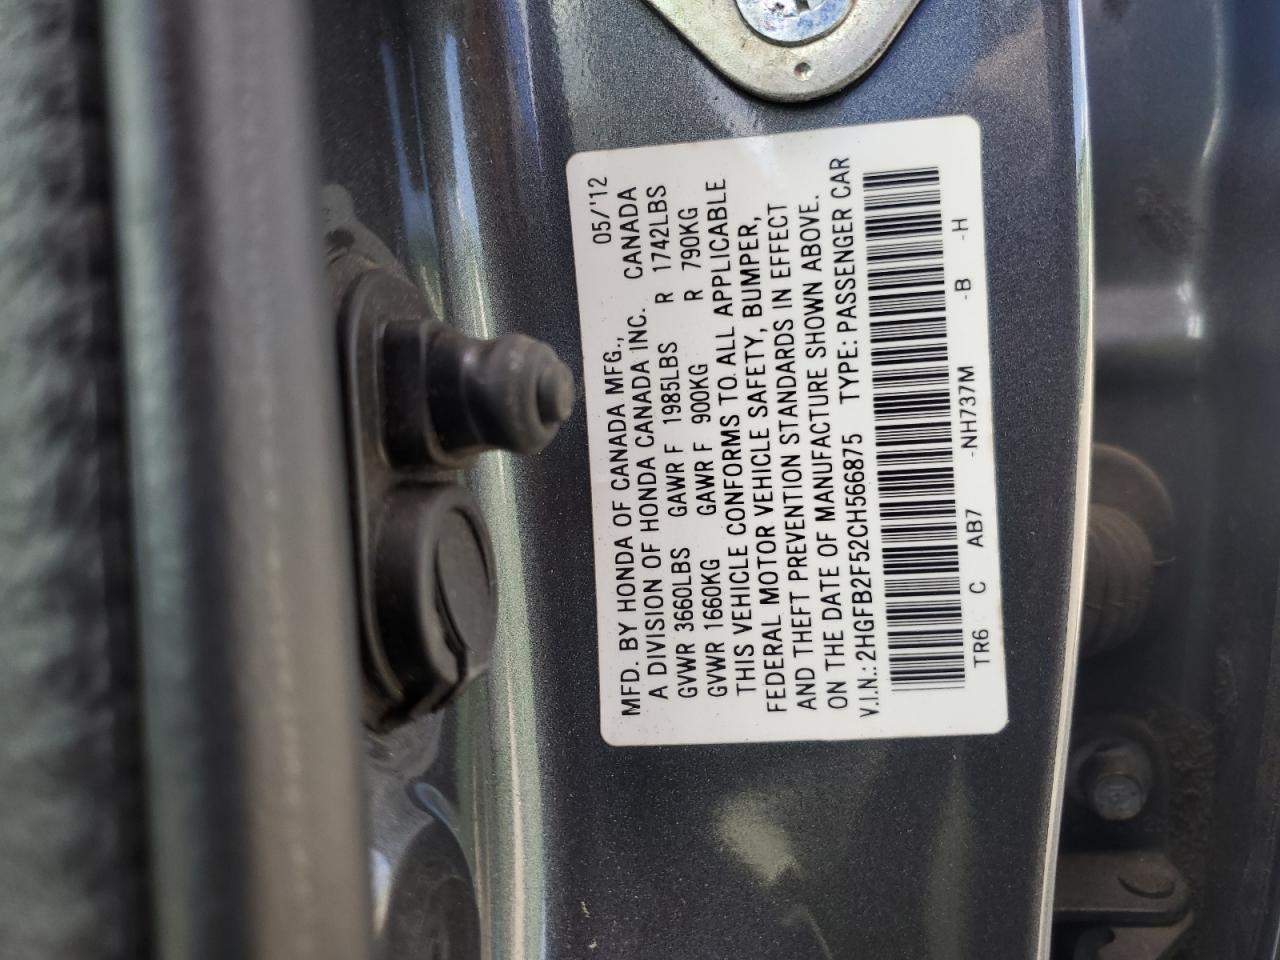 05/'12
MFD. BY HONDA OF CANADA MFG.,
A DIVISION OF HONDA CANADA INC. CANADA
GVWR 3660LBS GAWR F 1985LBS R 1742LBS
GVWR 1660KG GAWR F 900KG R 790KG
THIS VEHICLE CONFORMS TO ALL APPLICABLE
FEDERAL MOTOR VEHICLE SAFETY, BUMPER,
AND THEFT PREVENTION STANDARDS IN EFFECT
ON THE DATE OF MANUFACTURE SHOWN ABOVE.
V.I.N.: 2HGFB2F52CH566875 TYPE: PASSENGER CAR
TR6 C AB7 -NH737M -B -H